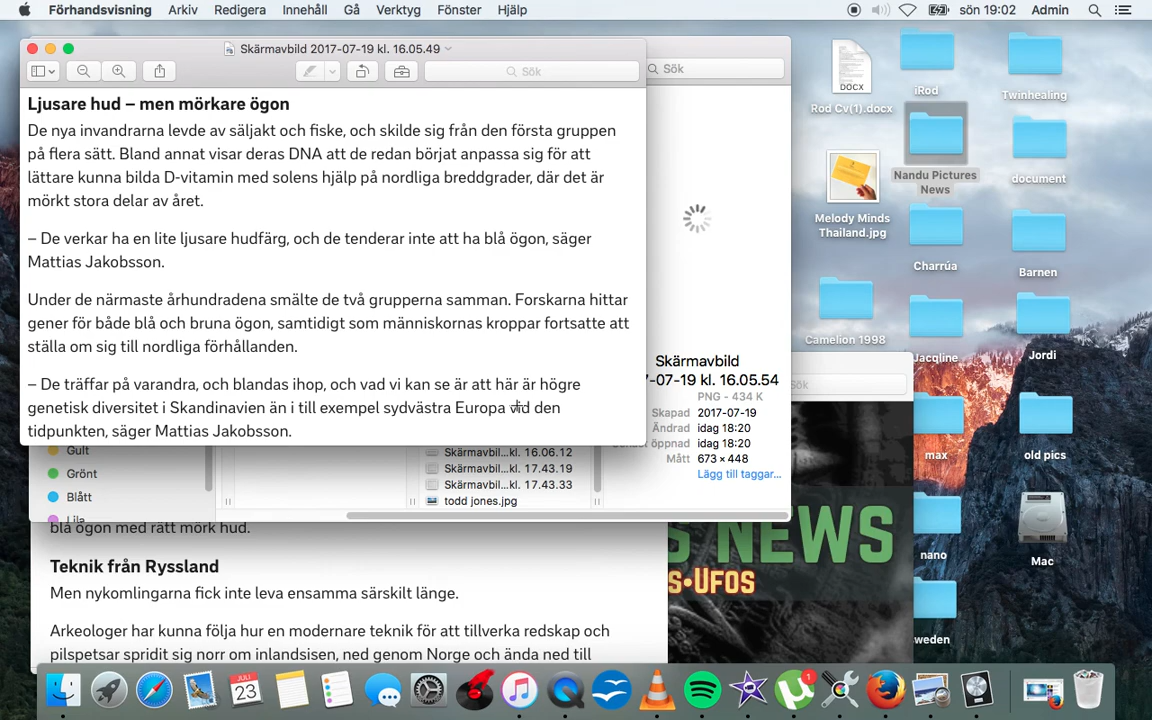 Förhandsvisning Arkiv Redigera Innehåll Gå Verktyg Fönster Hjälp
sön 19:02 Admin
Skärmavbild 2017-07-19 kl. 16.05.49
Sök
Sök
Ljusare hud – men mörkare ögon
De nya invandrarna levde av säljakt och fiske, och skilde sig från den första gruppen
på flera sätt. Bland annat visar deras DNA att de redan börjat anpassa sig för att
lättare kunna bilda D-vitamin med solens hjälp på nordliga breddgrader, där det är
mörkt stora delar av året.
– De verkar ha en lite ljusare hudfärg, och de tenderar inte att ha blå ögon, säger
Mattias Jakobsson.
Under de närmaste århundradena smälte de två grupperna samman. Forskarna hittar
gener för både blå och bruna ögon, samtidigt som människornas kroppar fortsatte att
ställa om sig till nordliga förhållanden.
– De träffar på varandra, och blandas ihop, och vad vi kan se är att här är högre
genetisk diversitet i Skandinavien än i till exempel sydvästra Europa vid den
tidpunkten, säger Mattias Jakobsson.
Skärmavbild
-07-19 kl. 16.05.54
PNG - 434 K
Skapad 2017-07-19
Ändrad idag 18:20
öppnad idag 18:20
Mått 673 × 448
Lägg till taggar...
Gult
Grönt
Blått
Lila
Skärmavbil...kl. 16.06.12
Skärmavbil...kl. 17.43.19
Skärmavbil...kl. 17.43.33
todd jones.jpg
blå ögon med rätt mörk hud.
Teknik från Ryssland
Men nykomlingarna fick inte leva ensamma särskilt länge.
Arkeologer har kunna följa hur en modernare teknik för att tillverka redskap och
pilspetsar spridit sig norr om inlandsisen, ned genom Norge och ända ned till
Sök
S NEWS
S•UFOS
DOCX
Rod Cv(1).docx
iRod
Twinhealing
Nandu Pictures
News
document
Melody Minds
Thailand.jpg
Charrúa
Barnen
Camelion 1998
Jacqline
Jordi
max
old pics
nano
Mac
weden
JULI
23
1